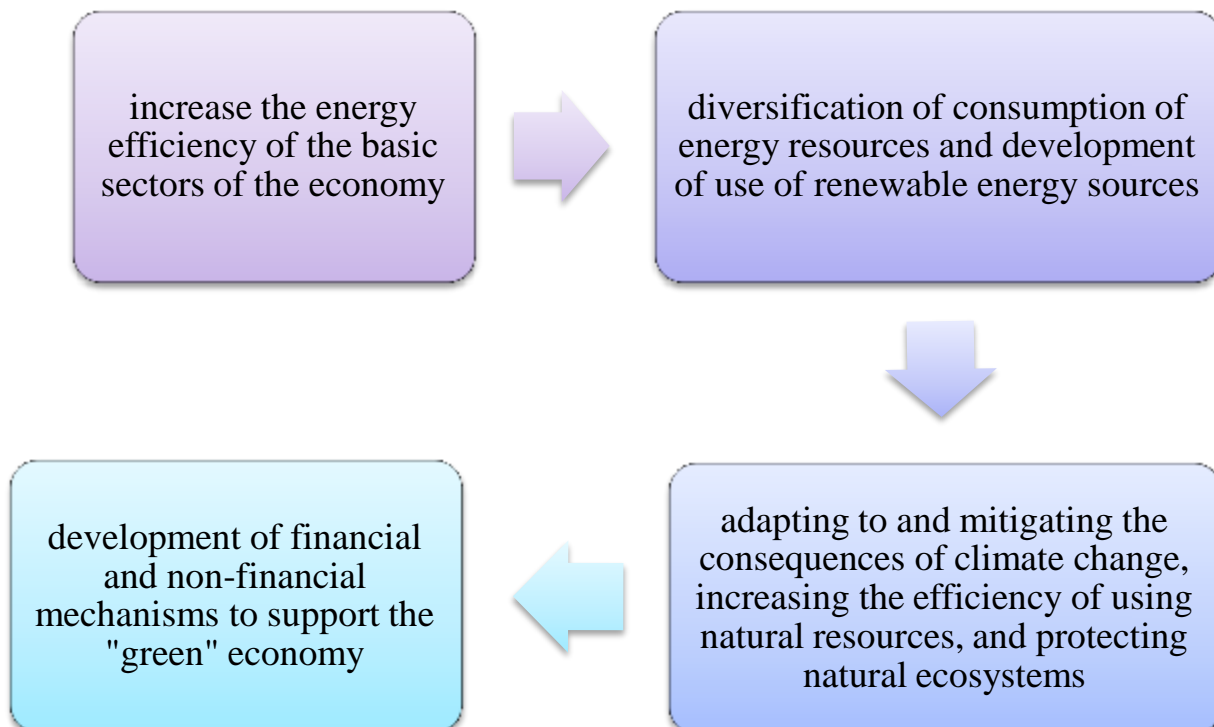 increase the energy
efficiency of the basic
sectors of the economy
diversification of consumption of
energy resources and development
of use of renewable energy sources
adapting to and mitigating the
consequences of climate change,
increasing the efficiency of using
natural resources, and protecting
natural ecosystems
development of financial
and non-financial
mechanisms to support the
"green" economy